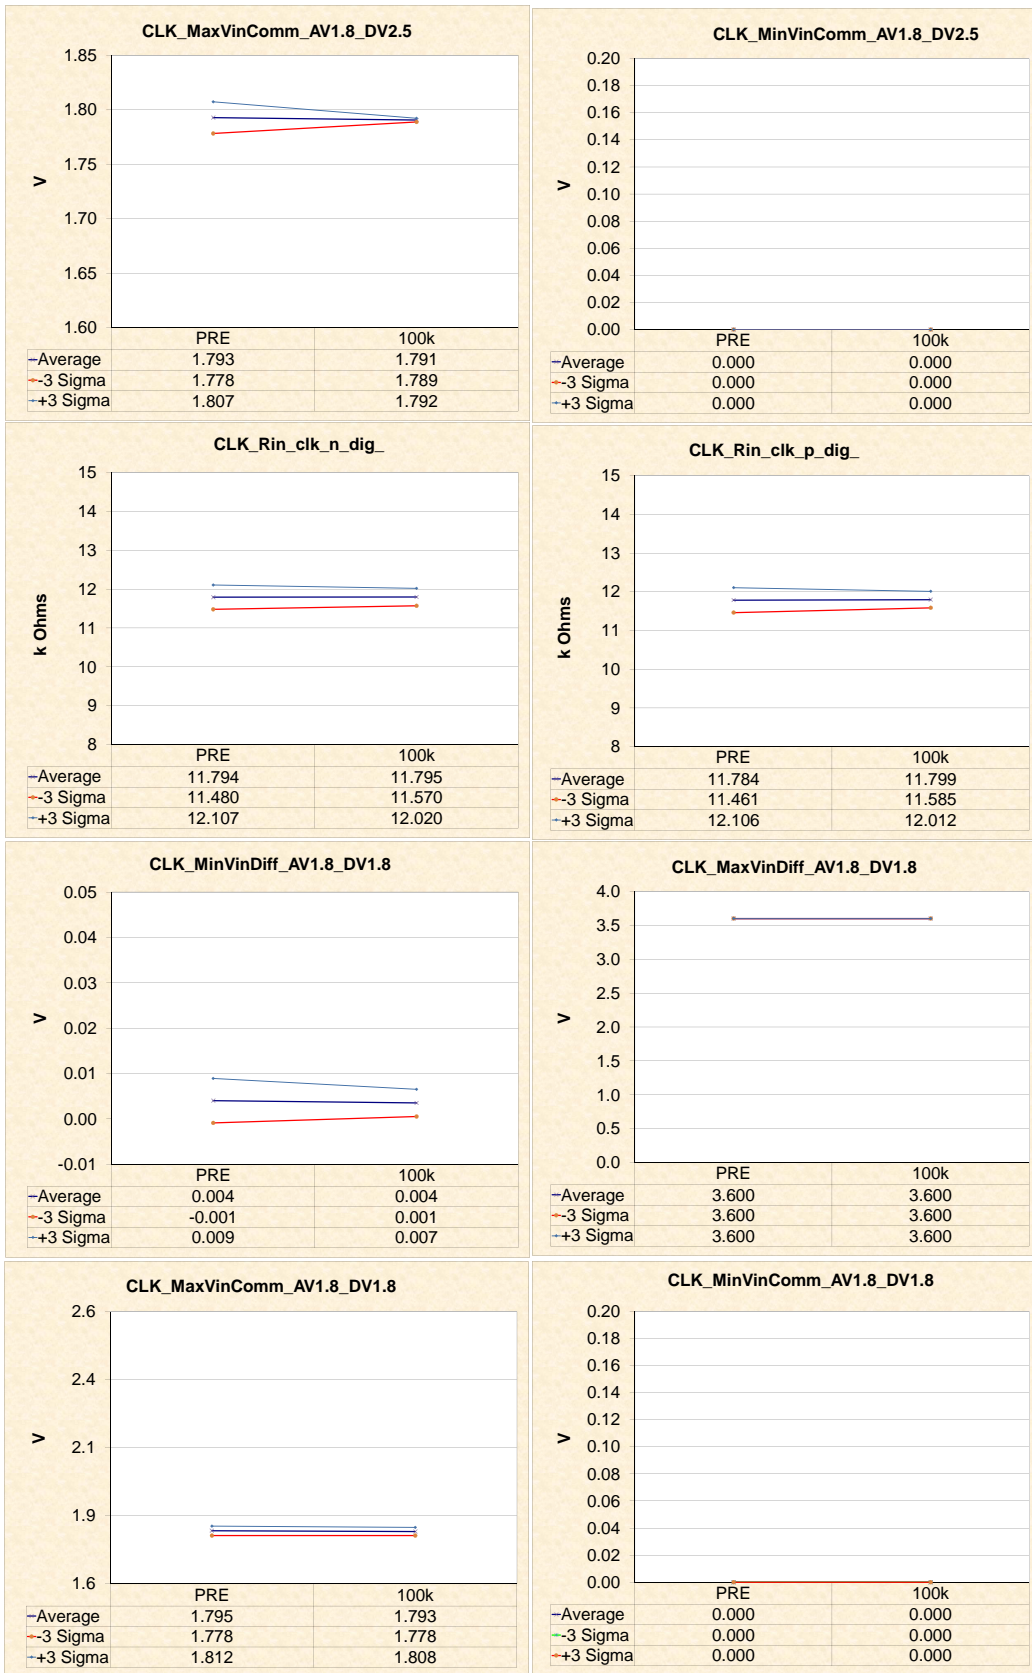 CLK_MaxVinComm_AV1.8_DV2.5
1.85
1.80
1.75
1.70
1.65
1.60
V
PRE 100k
Average 1.793 1.791
-3 Sigma 1.778 1.789
+3 Sigma 1.807 1.792
CLK_MinVinComm_AV1.8_DV2.5
0.20
0.18
0.16
0.14
0.12
0.10
0.08
0.06
0.04
0.02
0.00
V
PRE 100k
Average 0.000 0.000
-3 Sigma 0.000 0.000
+3 Sigma 0.000 0.000
CLK_Rin_clk_n_dig_
15
14
13
12
11
10
9
8
k Ohms
PRE 100k
Average 11.794 11.795
-3 Sigma 11.480 11.570
+3 Sigma 12.107 12.020
CLK_Rin_clk_p_dig_
15
14
13
12
11
10
9
8
k Ohms
PRE 100k
Average 11.784 11.799
-3 Sigma 11.461 11.585
+3 Sigma 12.106 12.012
CLK_MinVinDiff_AV1.8_DV1.8
0.05
0.04
0.03
0.02
0.01
0.00
-0.01
V
PRE 100k
Average 0.004 0.004
-3 Sigma -0.001 0.001
+3 Sigma 0.009 0.007
CLK_MaxVinDiff_AV1.8_DV1.8
4.0
3.5
3.0
2.5
2.0
1.5
1.0
0.5
0.0
V
PRE 100k
Average 3.600 3.600
-3 Sigma 3.600 3.600
+3 Sigma 3.600 3.600
CLK_MaxVinComm_AV1.8_DV1.8
2.6
2.4
2.1
1.9
1.6
V
PRE 100k
Average 1.795 1.793
-3 Sigma 1.778 1.778
+3 Sigma 1.812 1.808
CLK_MinVinComm_AV1.8_DV1.8
0.20
0.18
0.16
0.14
0.12
0.10
0.08
0.06
0.04
0.02
0.00
V
PRE 100k
Average 0.000 0.000
-3 Sigma 0.000 0.000
+3 Sigma 0.000 0.000